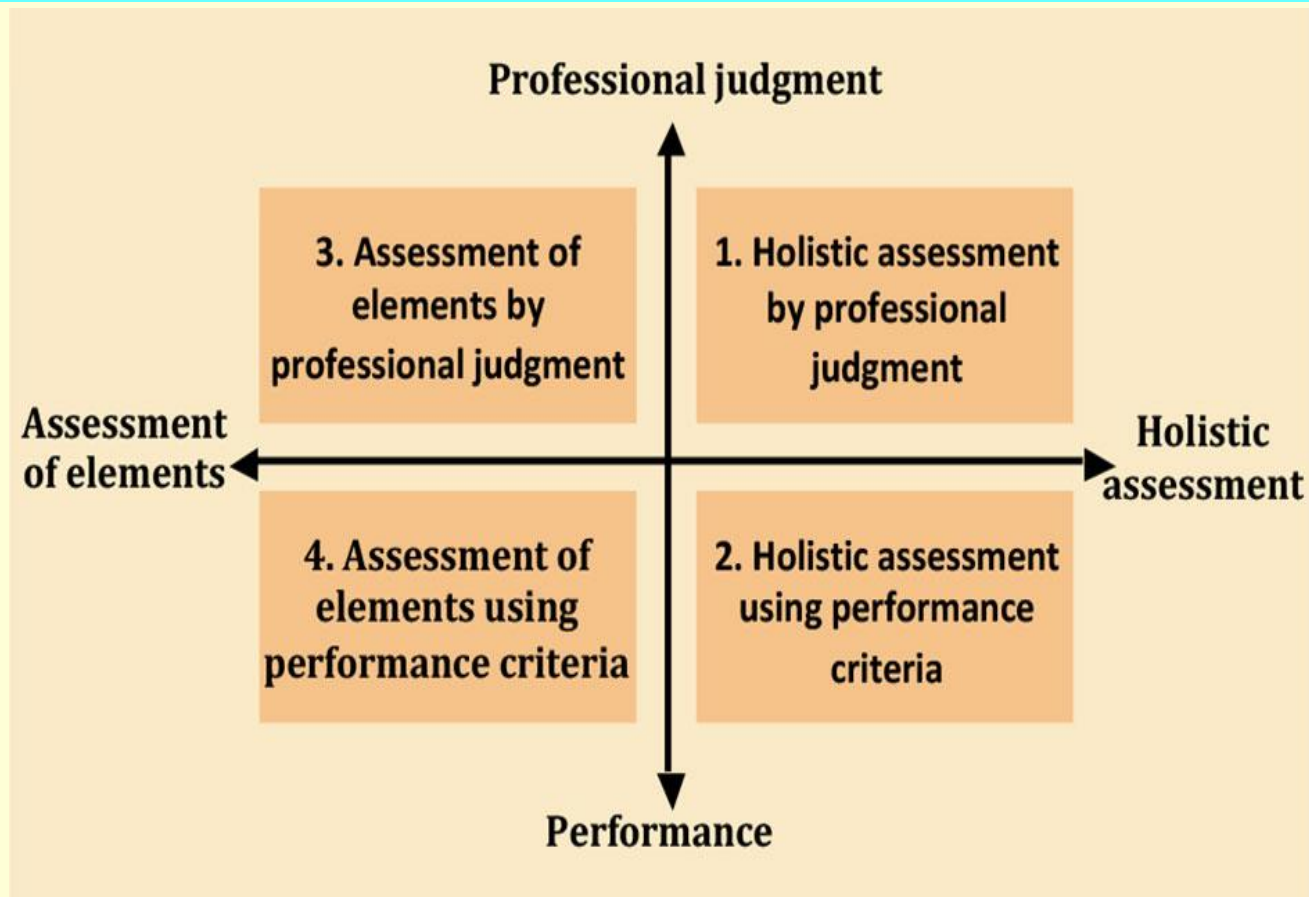 Professional judgment
3. Assessment of
elements by
professional judgment
1. Holistic assessment
by professional
judgment
Assessment
of elements
Holistic
assessment
4. Assessment of
elements using
performance criteria
2. Holistic assessment
using performance
criteria
Performance